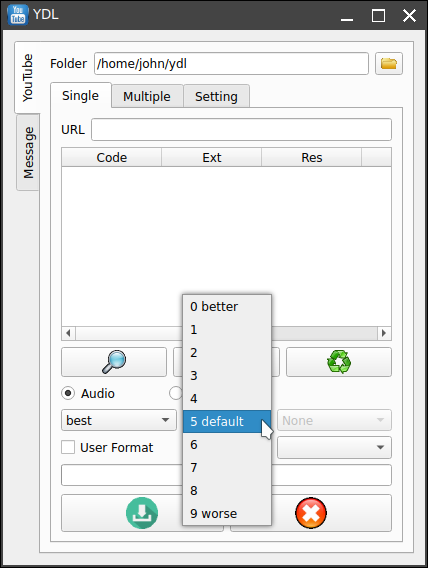 You Tube YDL
YouTube
Message
Folder /home/john/ydl
Single Multiple Setting
URL
Code Ext Res
0 better
1
2
3
4
5 default
6
7
8
9 worse
Audio
best None
User Format